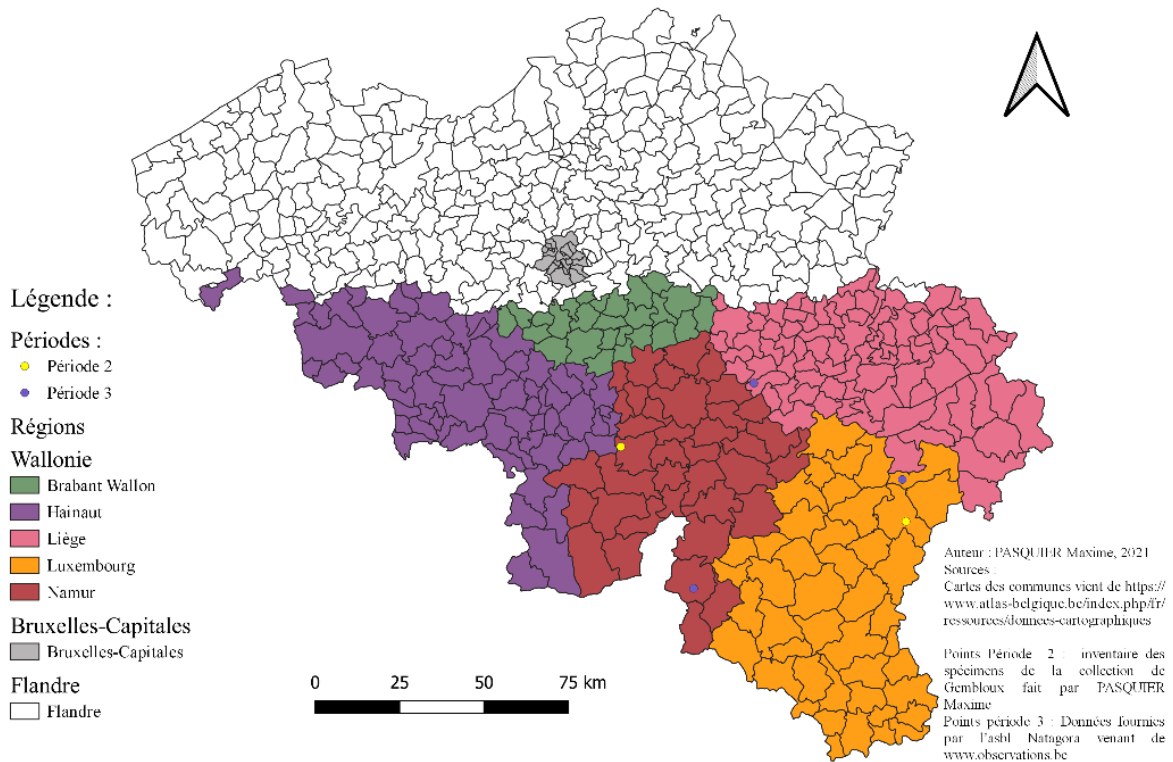 Légende :
Périodes :
Période 2
Période 3
Régions
Wallonie
Brabant Wallon
Hainaut
Liège
Luxembourg
Namur
Bruxelles-Capitales
Bruxelles-Capitales
Flandre
Flandre
0 25 50 75 km
Auteur : PASQUIER Maxime, 2021
Sources :
Cartes des communes vient de https://
www.atlas-belgique.be/index.php/fr/
ressources/donnees-cartographiques
Points Période 2 : inventaire des
spécimens de la collection de
Gembloux fait par PASQUIER
Maxime
Points période 3 : Données fournies
par l'asbl Natagora venant de
www.observations.be